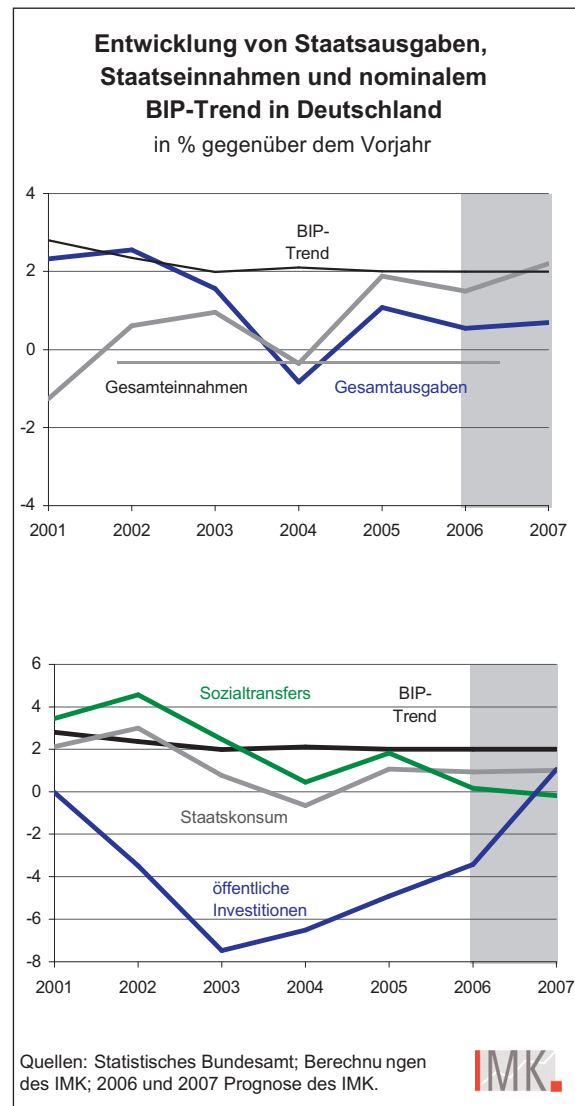 Entwicklung von Staatsausgaben,
Staatseinnahmen und nominalem
BIP-Trend in Deutschland
in % gegenüber dem Vorjahr
4
2
0
-2
-4
BIP-
Trend
Gesamteinnahmen
Gesamtausgaben
2001 2002 2003 2004 2005 2006 2007
6
4
2
0
-2
-4
-6
-8
Sozialtransfers
BIP-
Trend
Staatskonsum
öffentliche
Investitionen
2001 2002 2003 2004 2005 2006 2007
Quellen: Statistisches Bundesamt; Berechnu ngen
des IMK; 2006 und 2007 Prognose des IMK.
IMK.